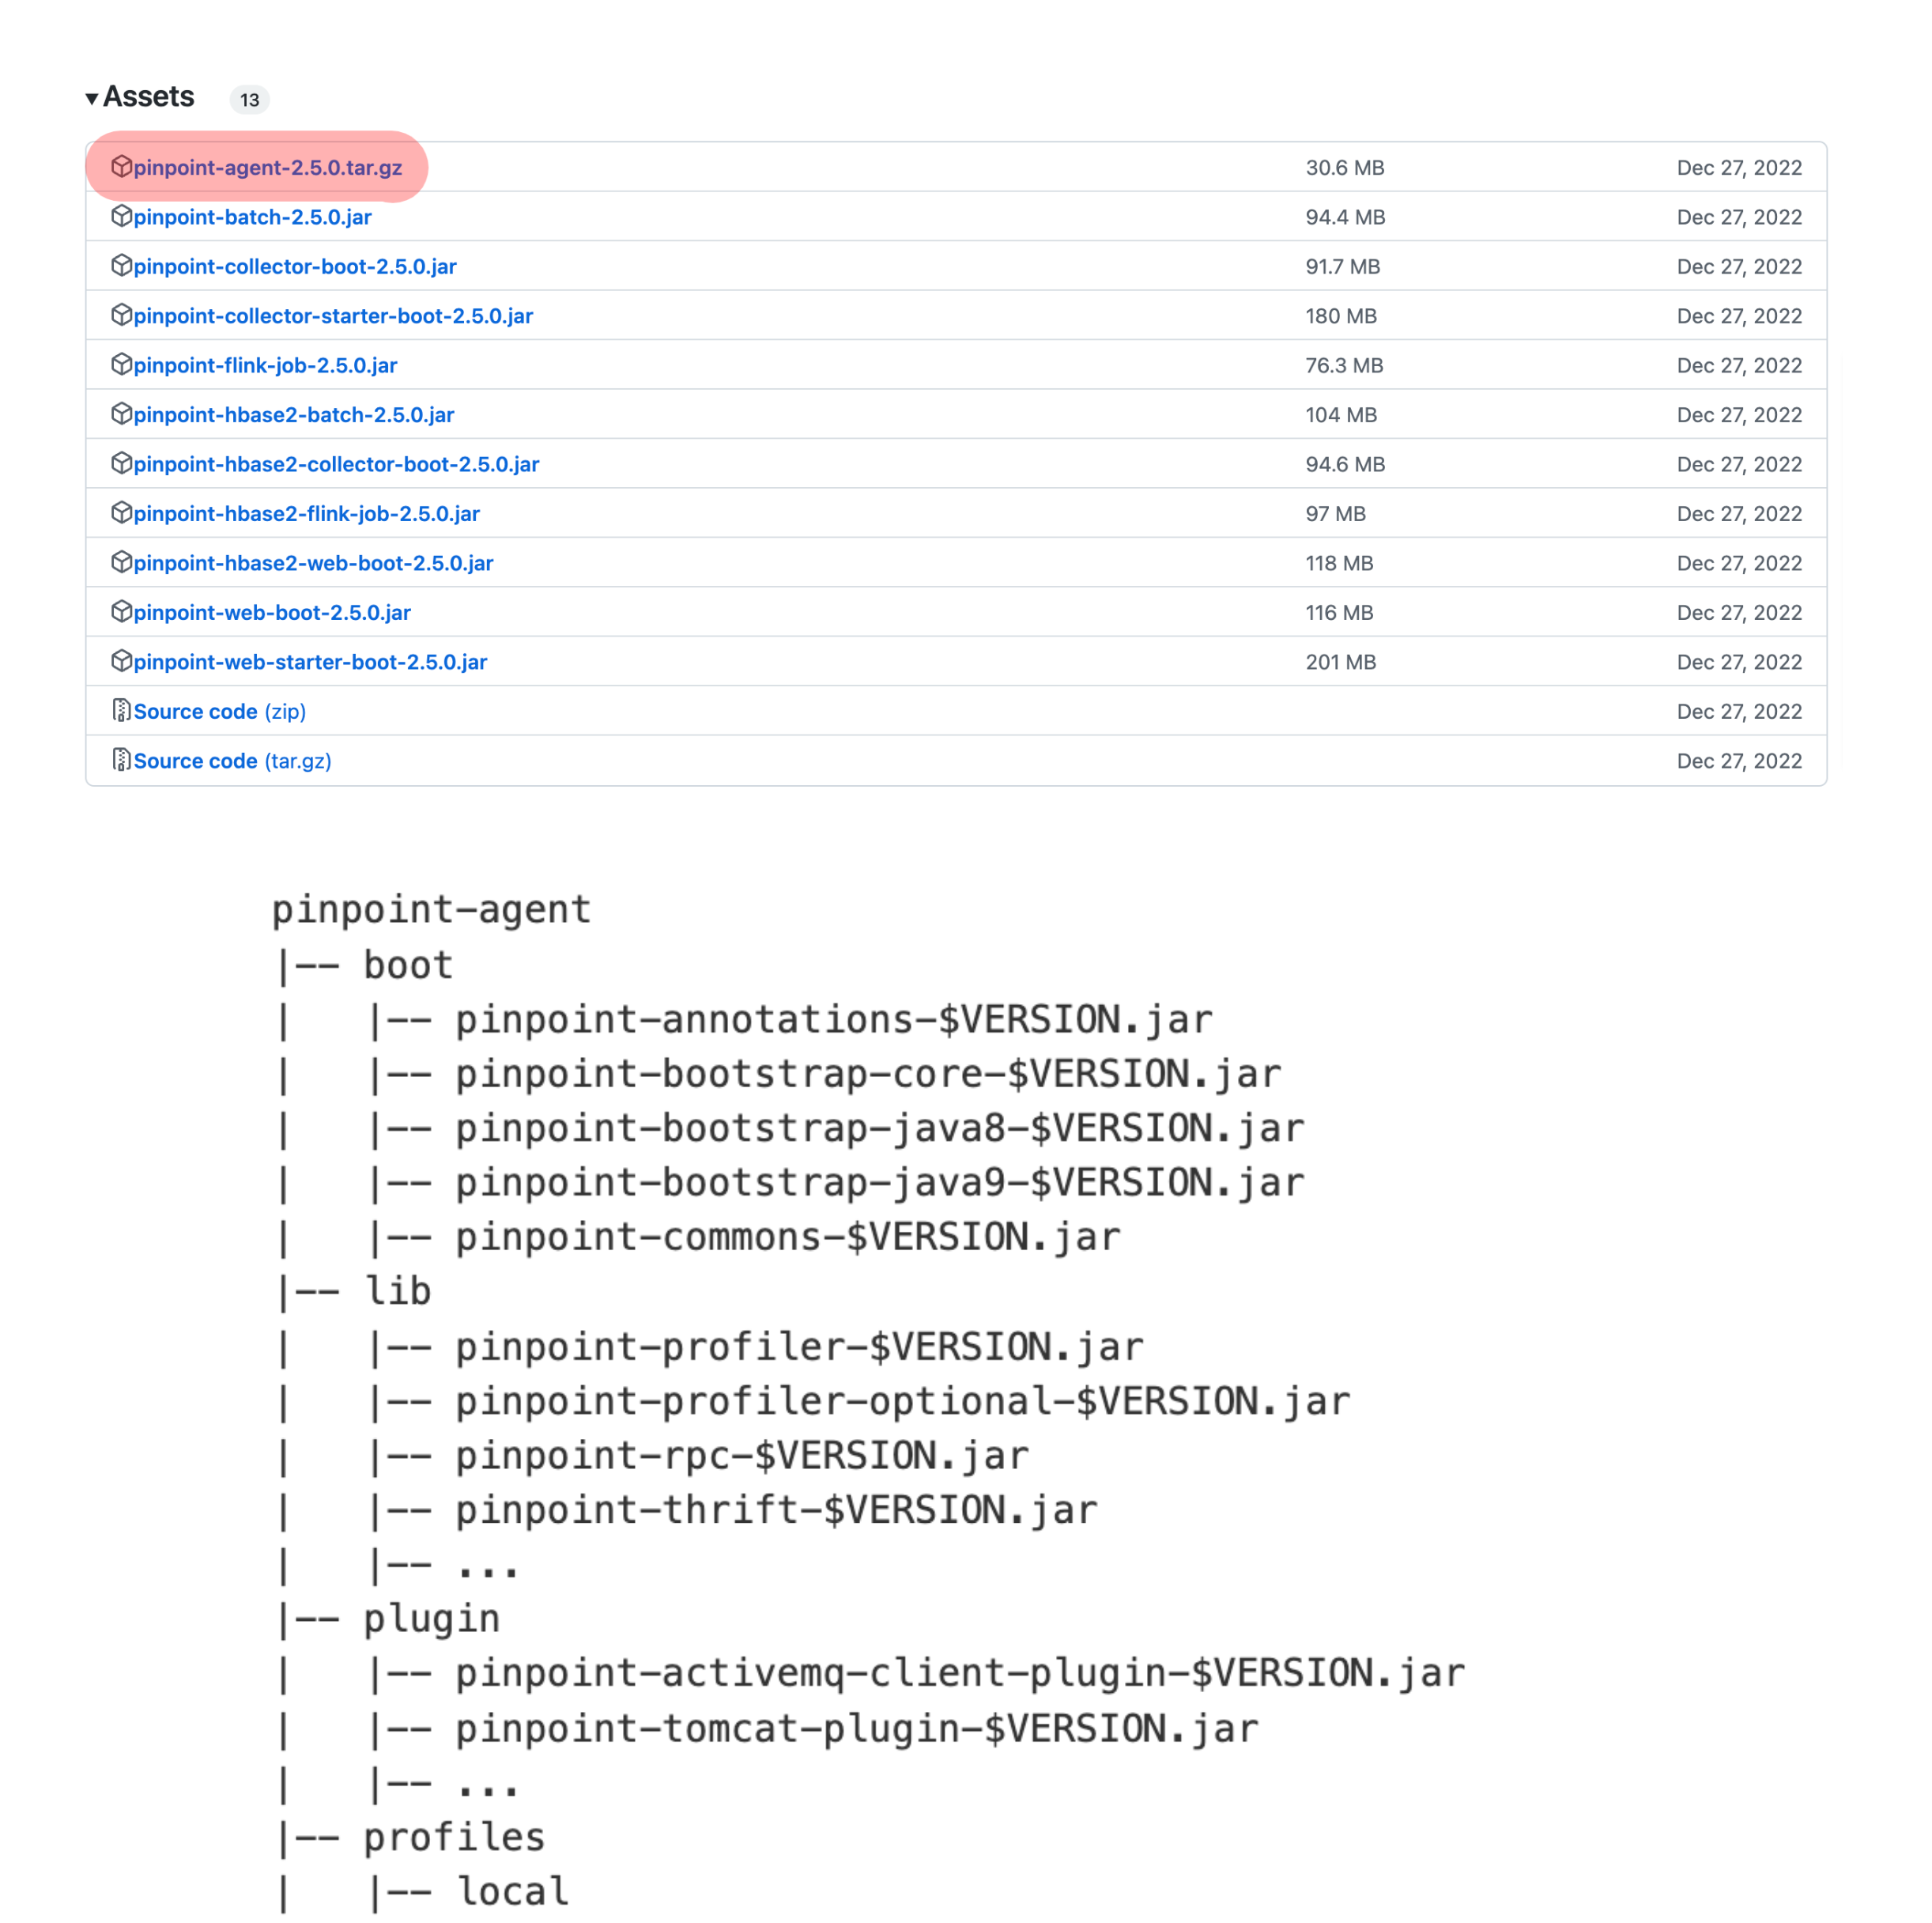 ▼Assets 13
pinpoint-agent-2.5.0.tar.gz 30.6 MB Dec 27, 2022
pinpoint-batch-2.5.0.jar 94.4 MB Dec 27, 2022
pinpoint-collector-boot-2.5.0.jar 91.7 MB Dec 27, 2022
pinpoint-collector-starter-boot-2.5.0.jar 180 MB Dec 27, 2022
pinpoint-flink-job-2.5.0.jar 76.3 MB Dec 27, 2022
pinpoint-hbase2-batch-2.5.0.jar 104 MB Dec 27, 2022
pinpoint-hbase2-collector-boot-2.5.0.jar 94.6 MB Dec 27, 2022
pinpoint-hbase2-flink-job-2.5.0.jar 97 MB Dec 27, 2022
pinpoint-hbase2-web-boot-2.5.0.jar 118 MB Dec 27, 2022
pinpoint-web-boot-2.5.0.jar 116 MB Dec 27, 2022
pinpoint-web-starter-boot-2.5.0.jar 201 MB Dec 27, 2022
Source code (zip) Dec 27, 2022
Source code (tar.gz) Dec 27, 2022
pinpoint-agent
|-- boot
|   |-- pinpoint-annotations-$VERSION.jar
|   |-- pinpoint-bootstrap-core-$VERSION.jar
|   |-- pinpoint-bootstrap-java8-$VERSION.jar
|   |-- pinpoint-bootstrap-java9-$VERSION.jar
|   |-- pinpoint-commons-$VERSION.jar
|-- lib
|   |-- pinpoint-profiler-$VERSION.jar
|   |-- pinpoint-profiler-optional-$VERSION.jar
|   |-- pinpoint-rpc-$VERSION.jar
|   |-- pinpoint-thrift-$VERSION.jar
|   |-- ...
|-- plugin
|   |-- pinpoint-activemq-client-plugin-$VERSION.jar
|   |-- pinpoint-tomcat-plugin-$VERSION.jar
|   |-- ...
|-- profiles
|   |-- local